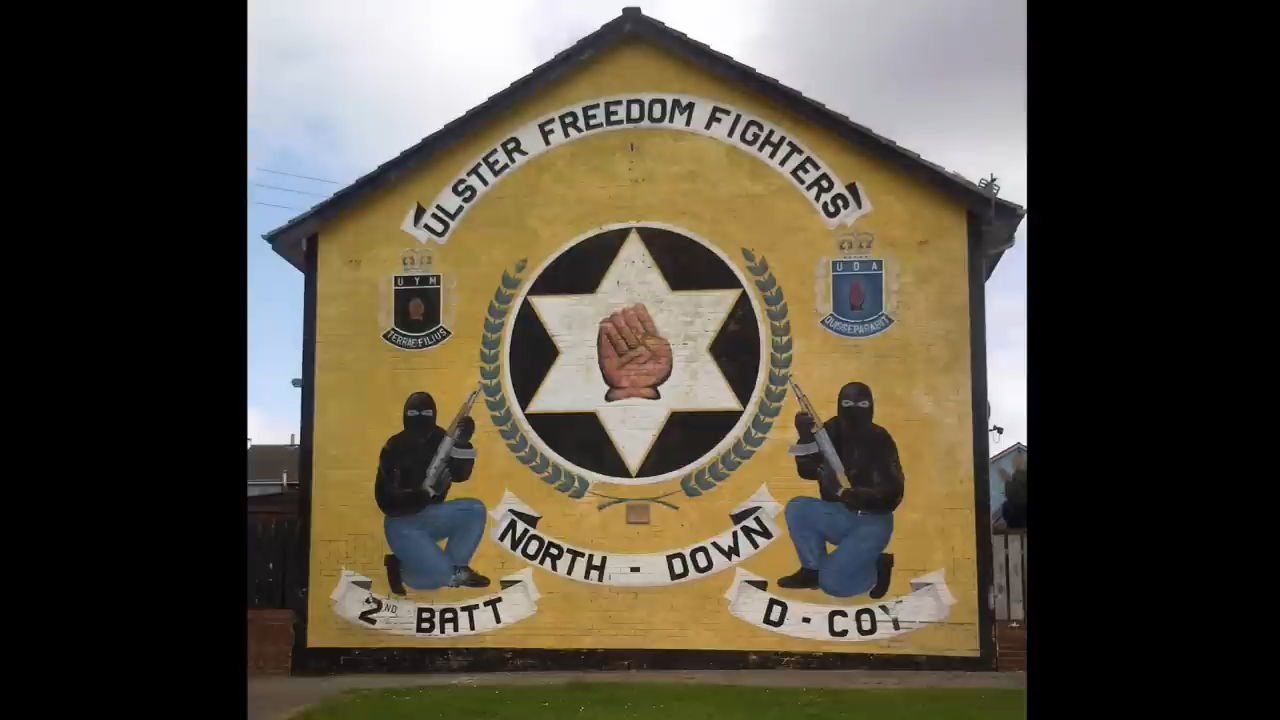 ULSTER FREEDOM FIGHTERS
UYM
TERRAE FILIUS
UDA
QUIS SEPARABIT
NORTH - DOWN
2ND BATT
D - COY